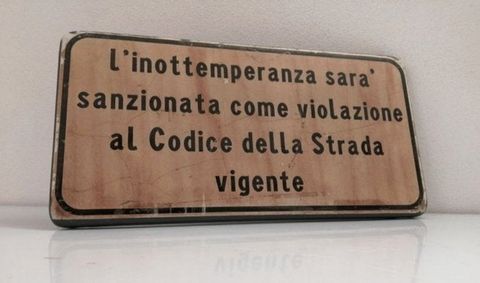 L'inottemperanza sara'
sanzionata come violazione
al Codice della Strada
vigente